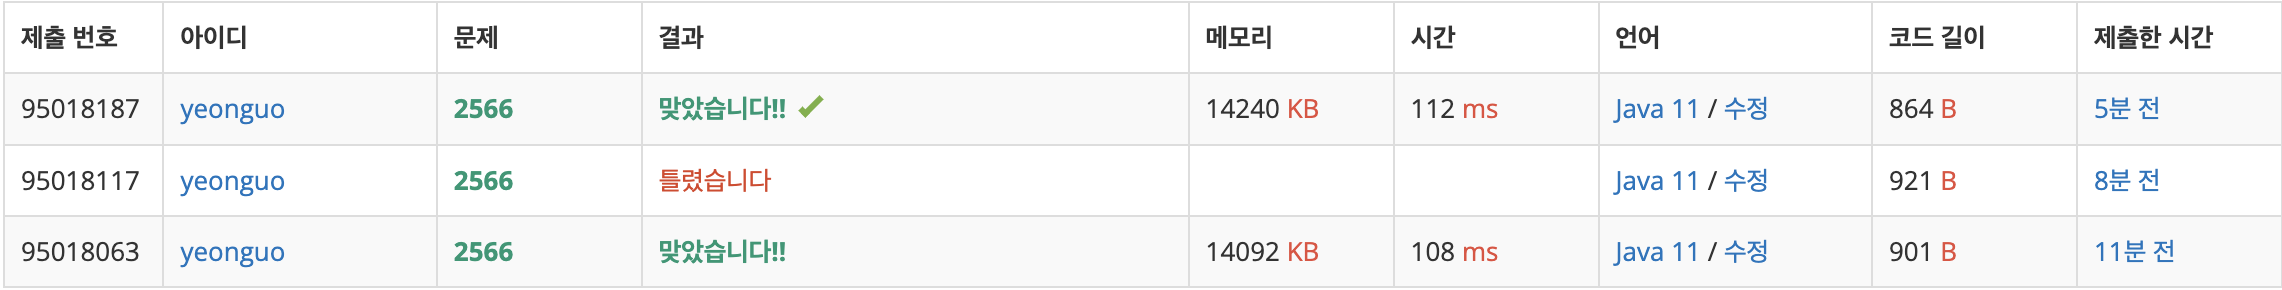 제출 번호 아이디 문제 결과 메모리 시간 언어 코드 길이 제출한 시간
95018187 yeonguo 2566 맞았습니다!! ✔ 14240 KB 112 ms Java 11 / 수정 864 B 5분 전
95018117 yeonguo 2566 틀렸습니다 Java 11 / 수정 921 B 8분 전
95018063 yeonguo 2566 맞았습니다!! 14092 KB 108 ms Java 11 / 수정 901 B 11분 전